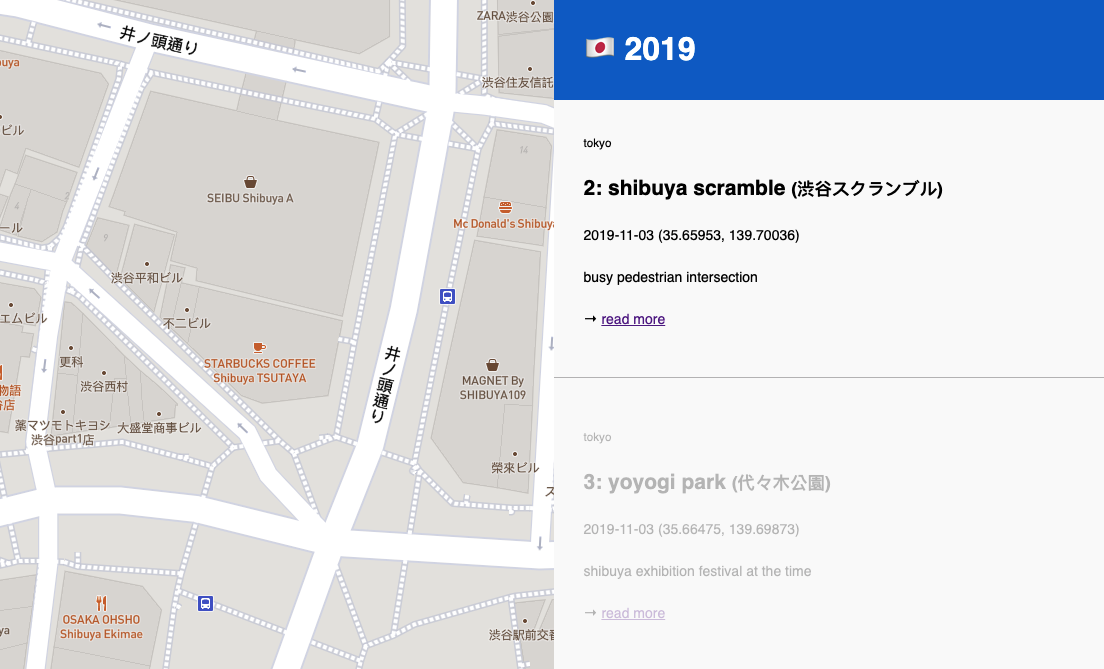 井ノ頭通り
ZARA渋谷公園
渋谷住友信託
ビル
SEIBU Shibuya A
14
Mc Donald's Shibuya
9
4
2
渋谷平和ビル
エムビル
不二ビル
STARBUCKS COFFEE
Shibuya TSUTAYA
井ノ頭通り
MAGNET By
SHIBUYA109
更科
渋谷西村
物語
店
薬マツモトキヨシ
渋谷part1店
大盛堂商事ビル
榮來ビル
ス
OSAKA OHSHO
Shibuya Ekimae
渋谷駅前交番
🇯🇵 2019
tokyo
2: shibuya scramble (渋谷スクランブル)
2019-11-03 (35.65953, 139.70036)
busy pedestrian intersection
→ read more
tokyo
3: yoyogi park (代々木公園)
2019-11-03 (35.66475, 139.69873)
shibuya exhibition festival at the time
→ read more